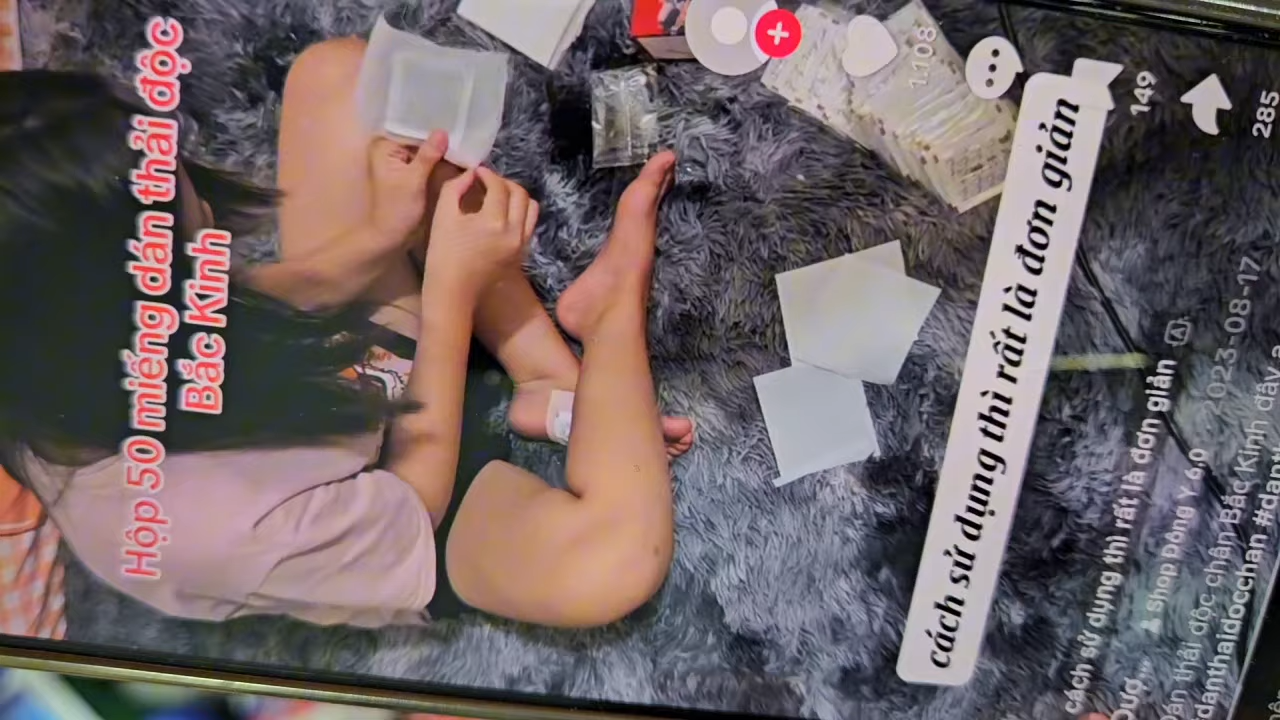 Hộp 50 miếng dán thải độc
Bắc Kinh
1.108
149
285
cách sử dụng thì rất là đơn giản
cách sử dụng thì rất là đơn giản
Shop Đông Y 6.0 2023-08-17
dán thải độc chân Bắc Kinh đây ạ
danthaidocchan